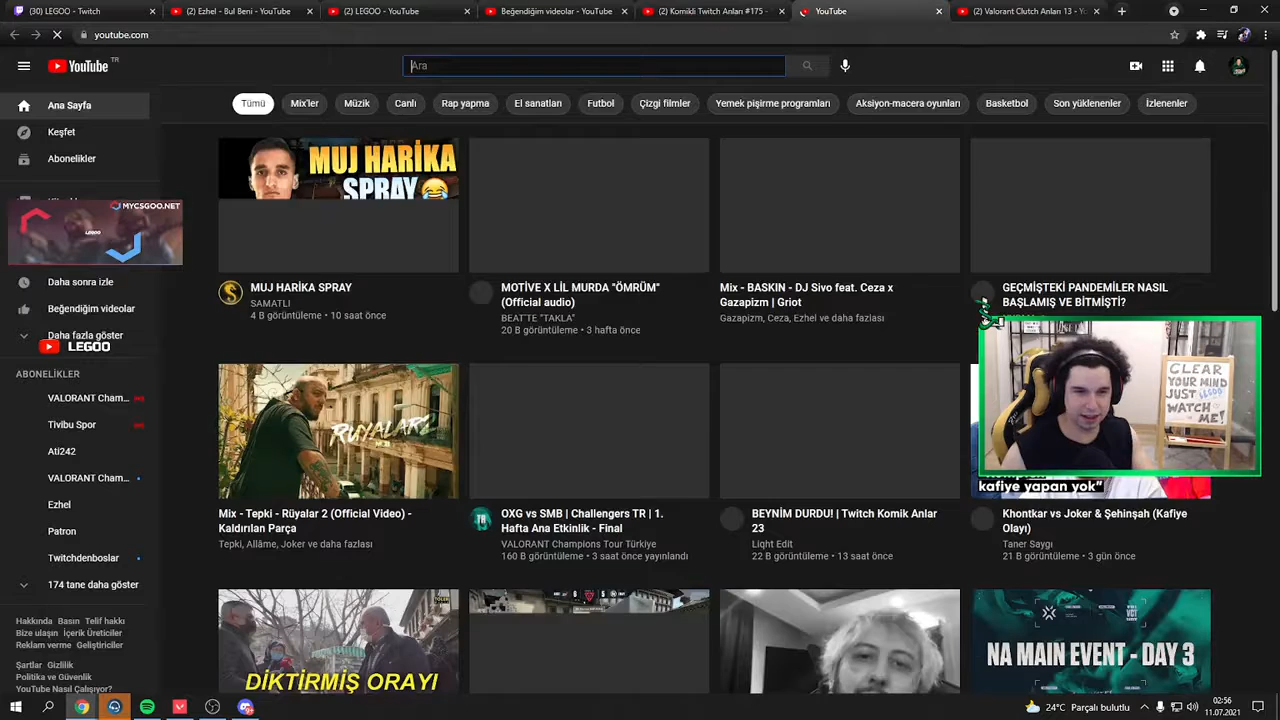 (30) LEGOO - Twitch
(2) Ezhel - Bul Beni - YouTube
(2) LEGOO - YouTube
Beğendiğim videolar - YouTube
(2) Komikli Twitch Anları #175 -
YouTube
(2) Valorant Clutch Anları 13 - Yo
youtube.com
YouTube TR
Ara
Ana Sayfa
Keşfet
Abonelikler
MYCSGOO.NET
LEGOO
Daha sonra izle
Beğendiğim videolar
Daha fazla göster
LEGOO
ABONELİKLER
VALORANT Cham...
Tivibu Spor
Ati242
VALORANT Cham...
Ezhel
Patron
Twitchdenboslar
174 tane daha göster
Hakkında Basın Telif hakkı
Bize ulaşın İçerik Üreticileri
Reklam verme Geliştiriciler
Şartlar Gizlilik
Politika ve Güvenlik
YouTube Nasıl Çalışıyor?
Tümü
Mix'ler
Müzik
Canlı
Rap yapma
El sanatları
Futbol
Çizgi filmler
Yemek pişirme programları
Aksiyon-macera oyunları
Basketbol
Son yüklenenler
İzlenenler
MUJ HARİKA
SPRAY
MUJ HARİKA SPRAY
SAMATLI
4 B görüntüleme • 10 saat önce
MOTİVE X LİL MURDA "ÖMRÜM"
(Official audio)
BEAT'TE "TAKLA"
20 B görüntüleme • 3 hafta önce
Mix - BASKIN - DJ Sivo feat. Ceza x
Gazapizm | Griot
Gazapizm, Ceza, Ezhel ve daha fazlası
GEÇMİŞTEKİ PANDEMİLER NASIL
BAŞLAMIŞ VE BİTMİŞTİ?
CLEAR
YOUR MIND
JUST LEGOO
WATCH
ME!
RÜYALAR2
Mix - Tepki - Rüyalar 2 (Official Video) -
Kaldırılan Parça
Tepki, Allâme, Joker ve daha fazlası
OXG vs SMB | Challengers TR | 1.
Hafta Ana Etkinlik - Final
VALORANT Champions Tour Türkiye
160 B görüntüleme • 3 saat önce yayınlandı
BEYNİM DURDU! | Twitch Komik Anlar
23
Light Edit
22 B görüntüleme • 13 saat önce
kafiye yapan yok"
Khontkar vs Joker & Şehinşah (Kafiye
Olayı)
Taner Saygı
21 B görüntüleme • 3 gün önce
DİKTİRMİŞ ORAYI
NA MAIN EVENT - DAY 3
24°C Parçalı bulutlu
02:56
11.07.2021